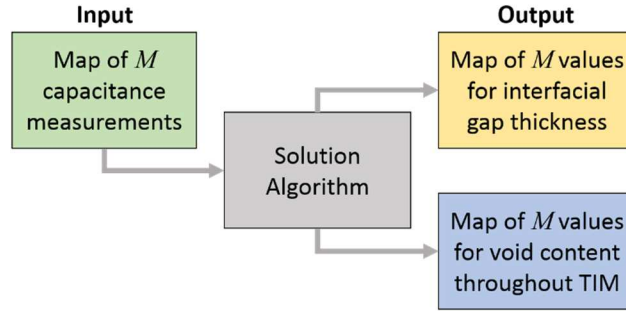 Input
Map of M
capacitance
measurements
Solution
Algorithm
Output
Map of M values
for interfacial
gap thickness
Map of M values
for void content
throughout TIM